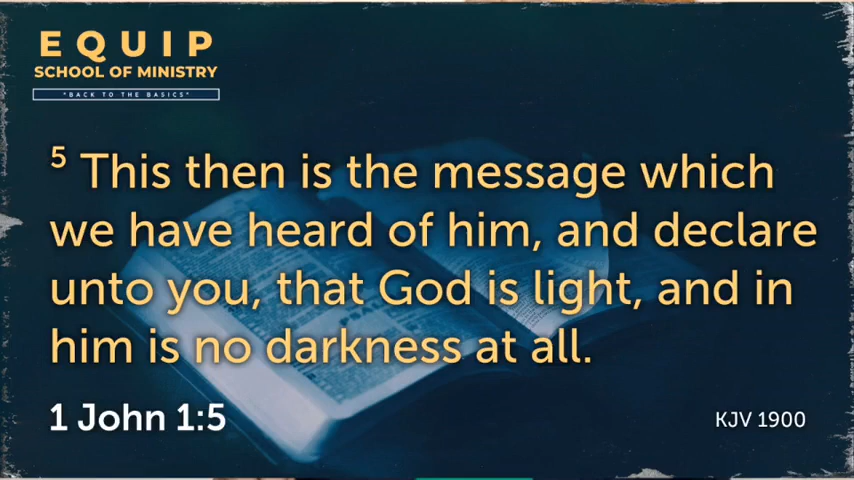 EQUIP
SCHOOL OF MINISTRY
"BACK TO THE BASICS"
5 This then is the message which
we have heard of him, and declare
unto you, that God is light, and in
him is no darkness at all.
1 John 1:5
KJV 1900